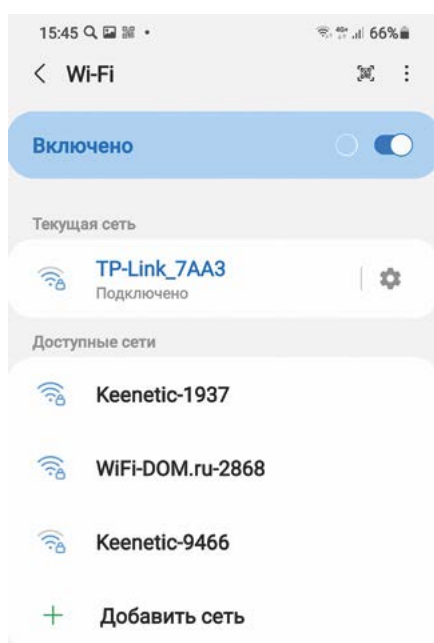 15:45 66%
Wi-Fi
Включено
Текущая сеть
TP-Link_7AA3
Подключено
Доступные сети
Keenetic-1937
WiFi-DOM.ru-2868
Keenetic-9466
Добавить сеть